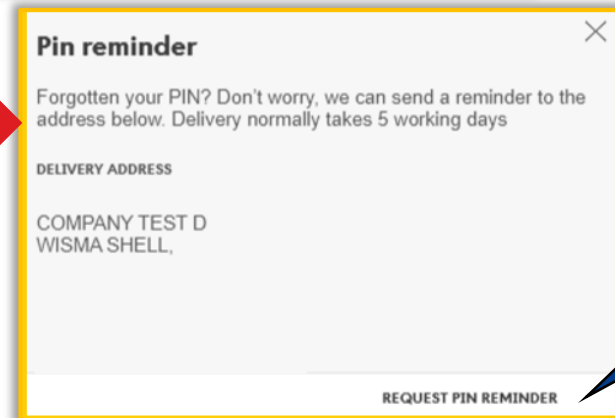 Pin reminder
Forgotten your PIN? Don't worry, we can send a reminder to the
address below. Delivery normally takes 5 working days
DELIVERY ADDRESS
COMPANY TEST D
WISMA SHELL,
REQUEST PIN REMINDER